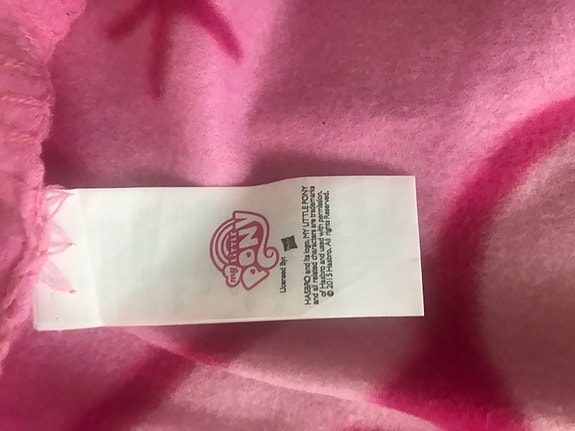 my LITTLE
PONY
Licensed By:
HASBRO and its logo, MY LITTLE PONY
and all related characters are trademarks
of Hasbro and used with permission.
© 2015 Hasbro. All rights Reserved.